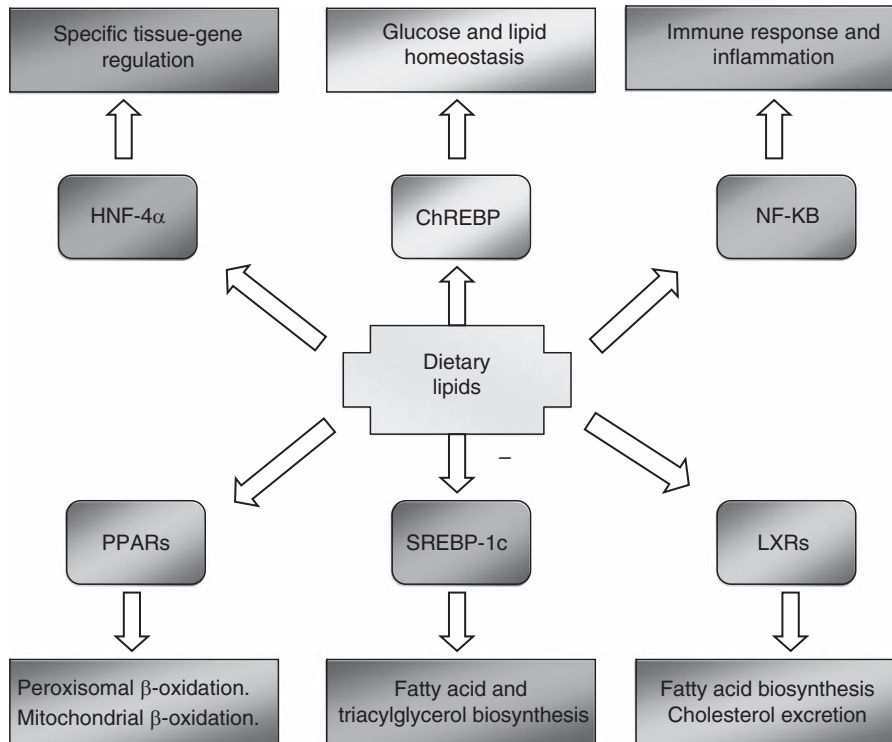 Specific tissue-gene
regulation
Glucose and lipid
homeostasis
Immune response and
inflammation
HNF-4α
ChREBP
NF-KB
Dietary
lipids
–
PPARs
SREBP-1c
LXRs
Peroxisomal β-oxidation.
Mitochondrial β-oxidation.
Fatty acid and
triacylglycerol biosynthesis
Fatty acid biosynthesis
Cholesterol excretion